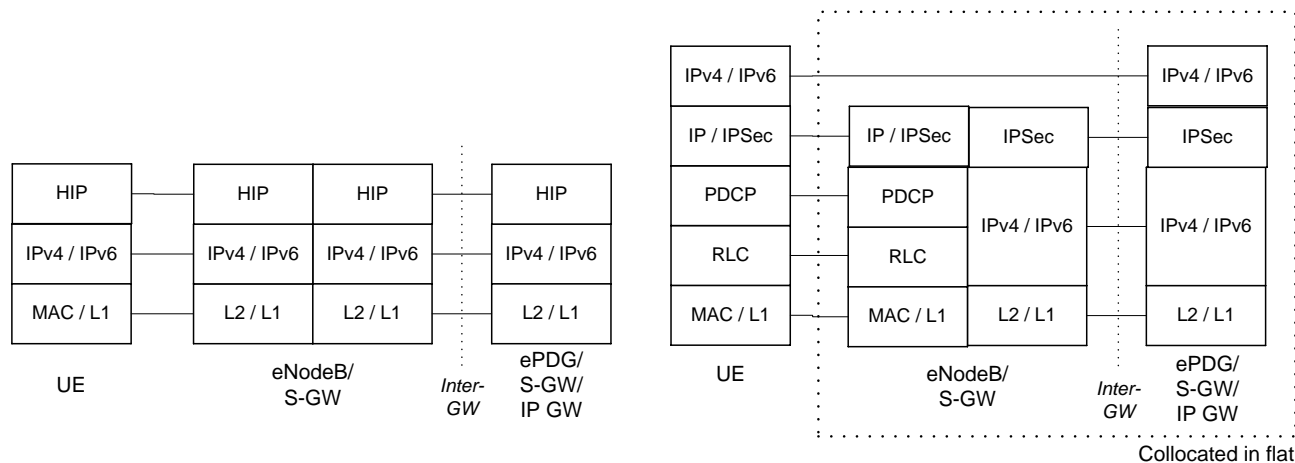 HIP
HIP
HIP
HIP
IPv4 / IPv6
IPv4 / IPv6
IPv4 / IPv6
IPv4 / IPv6
MAC / L1
L2 / L1
L2 / L1
L2 / L1
UE
eNodeB/
S-GW
Inter-
GW
ePDG/
S-GW/
IP GW
IPv4 / IPv6
IPv4 / IPv6
IP / IPSec
IP / IPSec
IPSec
IPSec
PDCP
PDCP
IPv4 / IPv6
IPv4 / IPv6
RLC
RLC
MAC / L1
MAC / L1
L2 / L1
L2 / L1
UE
eNodeB/
S-GW
Inter-
GW
ePDG/
S-GW/
IP GW
Collocated in flat